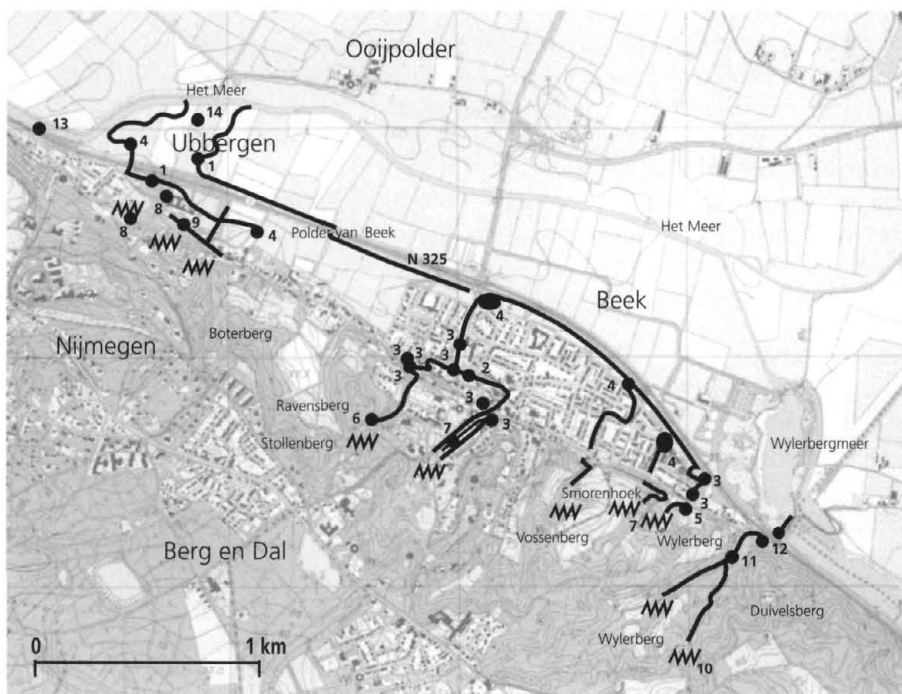 Ooijpolder
Het Meer
14
13
4
Ubbergen
1
1
8
8
9
4
Polder van Beek
Het Meer
N 325
Beek
4
Boterberg
Nijmegen
3
3
3
3
2
4
Ravensberg
3
6
3
7
Stollenberg
4
Wylerbergmeer
3
Smorenhoek
3
7
5
Vossenberg
Wylerberg
12
11
Berg en Dal
Duivelsberg
Wylerberg
10
0
1 km